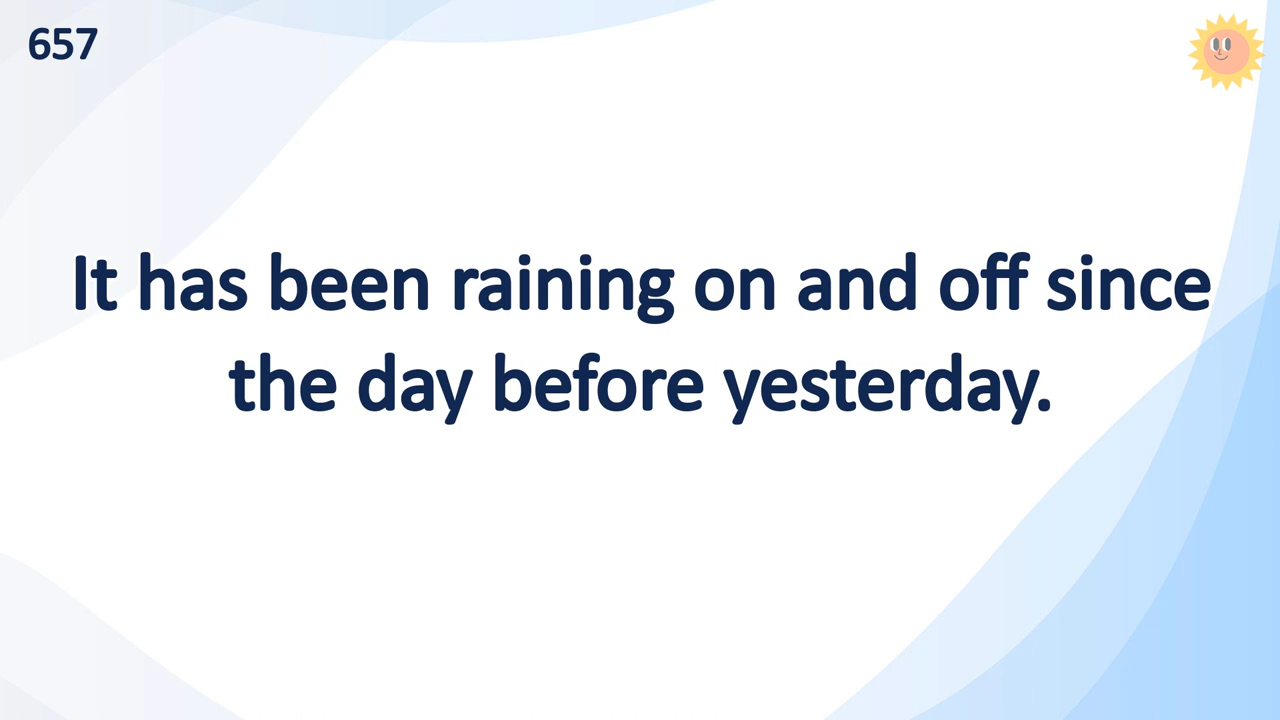 657
It has been raining on and off since
the day before yesterday.